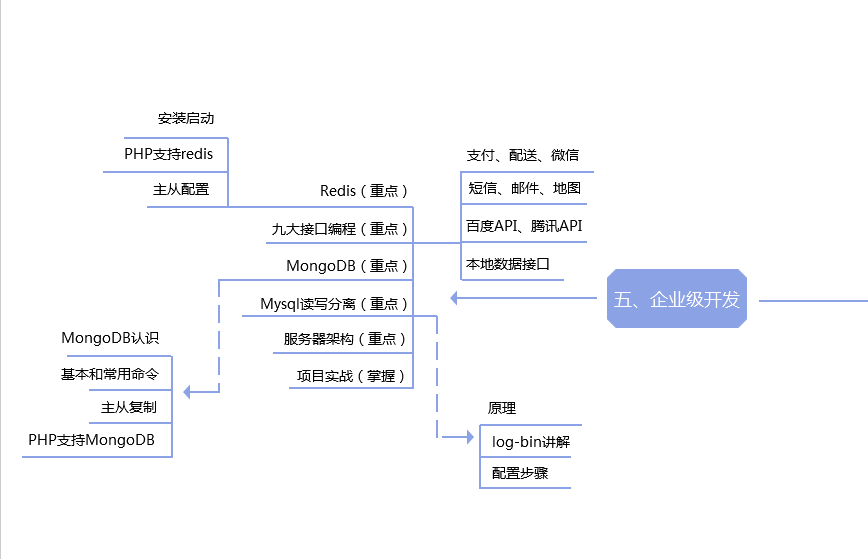 安装启动
PHP支持redis
主从配置
Redis（重点）
九大接口编程（重点）
MongoDB（重点）
Mysql读写分离（重点）
服务器架构（重点）
项目实战（掌握）
支付、配送、微信
短信、邮件、地图
百度API、腾讯API
本地数据接口
五、企业级开发
MongoDB认识
基本和常用命令
主从复制
PHP支持MongoDB
原理
log-bin讲解
配置步骤